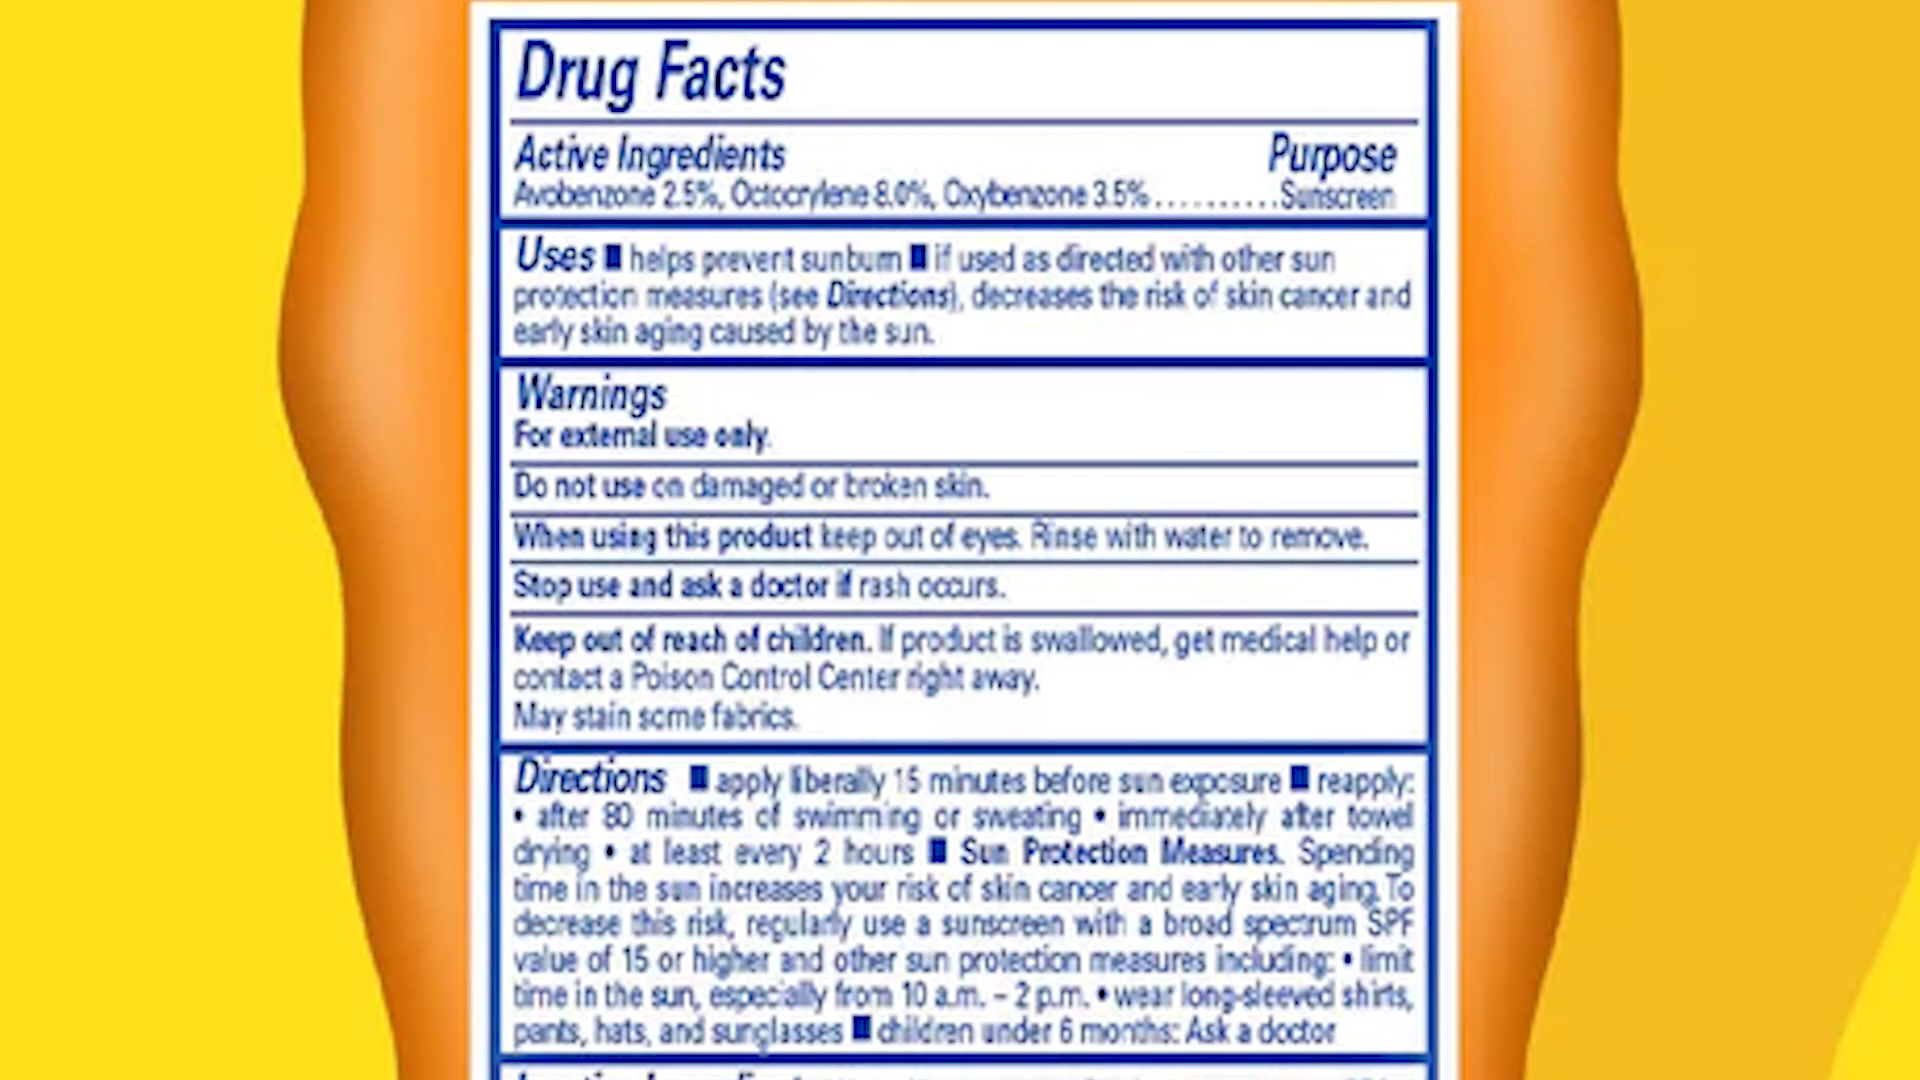 Drug Facts
Active Ingredients Purpose
Avobenzone 2.5%, Octocrylene 8.0%, Oxybenzone 3.5%..........Sunscreen
Uses ■ helps prevent sunburn ■ if used as directed with other sun
protection measures (see Directions), decreases the risk of skin cancer and
early skin aging caused by the sun.
Warnings
For external use only.
Do not use on damaged or broken skin.
When using this product keep out of eyes. Rinse with water to remove.
Stop use and ask a doctor if rash occurs.
Keep out of reach of children. If product is swallowed, get medical help or
contact a Poison Control Center right away.
May stain some fabrics.
Directions ■ apply liberally 15 minutes before sun exposure ■ reapply:
• after 80 minutes of swimming or sweating • immediately after towel
drying • at least every 2 hours ■ Sun Protection Measures. Spending
time in the sun increases your risk of skin cancer and early skin aging. To
decrease this risk, regularly use a sunscreen with a broad spectrum SPF
value of 15 or higher and other sun protection measures including: • limit
time in the sun, especially from 10 a.m. – 2 p.m. • wear long-sleeved shirts,
pants, hats, and sunglasses ■ children under 6 months: Ask a doctor